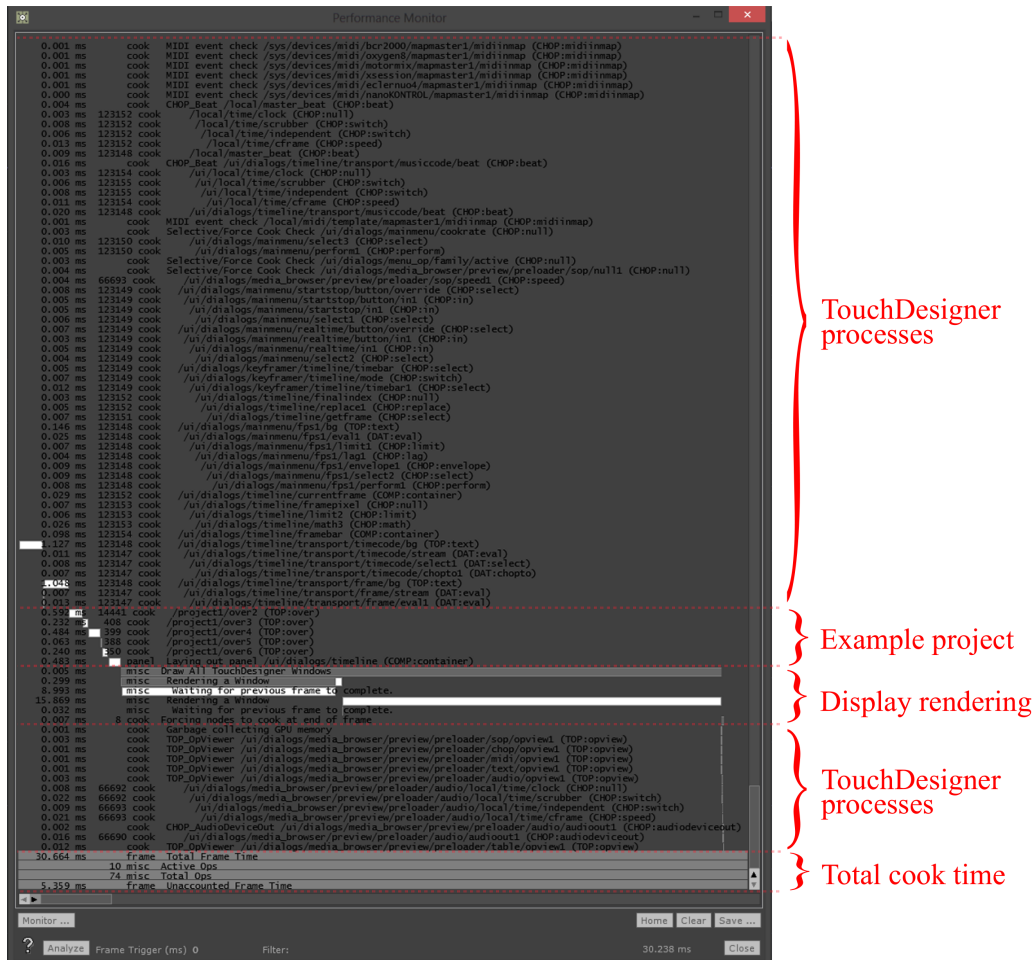 Performance Monitor
0.001 ms cook MIDI event check /sys/devices/midi/bcr2000/mapmaster1/midiinmap (CHOP:midiinmap)
0.001 ms cook MIDI event check /sys/devices/midi/oxygen8/mapmaster1/midiinmap (CHOP:midiinmap)
0.001 ms cook MIDI event check /sys/devices/midi/motormix/mapmaster1/midiinmap (CHOP:midiinmap)
0.001 ms cook MIDI event check /sys/devices/midi/xsession/mapmaster1/midiinmap (CHOP:midiinmap)
0.001 ms cook MIDI event check /sys/devices/midi/eclernuo4/mapmaster1/midiinmap (CHOP:midiinmap)
0.000 ms cook MIDI event check /sys/devices/midi/nanoKONTROL/mapmaster1/midiinmap (CHOP:midiinmap)
0.004 ms cook CHOP_Beat /local/master_beat (CHOP:beat)
0.003 ms 123152 cook /local/time/clock (CHOP:null)
0.008 ms 123152 cook /local/time/scrubber (CHOP:switch)
0.006 ms 123152 cook /local/time/independent (CHOP:switch)
0.013 ms 123152 cook /local/time/cframe (CHOP:speed)
0.009 ms 123148 cook /local/master_beat (CHOP:beat)
0.016 ms cook CHOP_Beat /ui/dialogs/timeline/transport/musiccode/beat (CHOP:beat)
0.003 ms 123154 cook /ui/local/time/clock (CHOP:null)
0.006 ms 123155 cook /ui/local/time/scrubber (CHOP:switch)
0.008 ms 123155 cook /ui/local/time/independent (CHOP:switch)
0.011 ms 123154 cook /ui/local/time/cframe (CHOP:speed)
0.020 ms 123148 cook /ui/dialogs/timeline/transport/musiccode/beat (CHOP:beat)
0.001 ms cook MIDI event check /local/midi/template/mapmaster1/midiinmap (CHOP:midiinmap)
0.003 ms cook Selective/Force Cook Check /ui/dialogs/mainmenu/cookrate (CHOP:null)
0.010 ms 123150 cook /ui/dialogs/mainmenu/select3 (CHOP:select)
0.005 ms 123150 cook /ui/dialogs/mainmenu/perform1 (CHOP:perform)
0.003 ms cook Selective/Force Cook Check /ui/dialogs/menu_op/family/active (CHOP:null)
0.004 ms cook Selective/Force Cook Check /ui/dialogs/media_browser/preview/preloader/sop/null1 (CHOP:null)
0.004 ms 66693 cook /ui/dialogs/media_browser/preview/preloader/sop/speed1 (CHOP:speed)
0.008 ms 123149 cook /ui/dialogs/mainmenu/startstop/button/override (CHOP:select)
0.005 ms 123149 cook /ui/dialogs/mainmenu/startstop/button/in1 (CHOP:in)
0.005 ms 123149 cook /ui/dialogs/mainmenu/startstop/in1 (CHOP:in)
0.006 ms 123149 cook /ui/dialogs/mainmenu/select1 (CHOP:select)
0.007 ms 123149 cook /ui/dialogs/mainmenu/realtime/button/override (CHOP:select)
0.003 ms 123149 cook /ui/dialogs/mainmenu/realtime/button/in1 (CHOP:in)
0.005 ms 123149 cook /ui/dialogs/mainmenu/realtime/in1 (CHOP:in)
0.004 ms 123149 cook /ui/dialogs/mainmenu/select2 (CHOP:select)
0.005 ms 123149 cook /ui/dialogs/keyframer/timeline/timebar (CHOP:select)
0.007 ms 123149 cook /ui/dialogs/keyframer/timeline/mode (CHOP:switch)
0.012 ms 123149 cook /ui/dialogs/keyframer/timeline/timebar1 (CHOP:select)
0.003 ms 123152 cook /ui/dialogs/timeline/finalindex (CHOP:null)
0.005 ms 123152 cook /ui/dialogs/timeline/replace1 (CHOP:replace)
0.007 ms 123151 cook /ui/dialogs/timeline/getframe (CHOP:select)
0.146 ms 123148 cook /ui/dialogs/mainmenu/fps1/bg (TOP:text)
0.025 ms 123148 cook /ui/dialogs/mainmenu/fps1/eval1 (DAT:eval)
0.007 ms 123148 cook /ui/dialogs/mainmenu/fps1/limit1 (CHOP:limit)
0.004 ms 123148 cook /ui/dialogs/mainmenu/fps1/lag1 (CHOP:lag)
0.009 ms 123148 cook /ui/dialogs/mainmenu/fps1/envelope1 (CHOP:envelope)
0.009 ms 123148 cook /ui/dialogs/mainmenu/fps1/select2 (CHOP:select)
0.008 ms 123148 cook /ui/dialogs/mainmenu/fps1/perform1 (CHOP:perform)
0.029 ms 123152 cook /ui/dialogs/timeline/currentframe (COMP:container)
0.007 ms 123153 cook /ui/dialogs/timeline/framepixel (CHOP:null)
0.006 ms 123153 cook /ui/dialogs/timeline/limit2 (CHOP:limit)
0.026 ms 123153 cook /ui/dialogs/timeline/math3 (CHOP:math)
0.098 ms 123154 cook /ui/dialogs/timeline/framebar (COMP:container)
1.127 ms 123148 cook /ui/dialogs/timeline/transport/timecode/bg (TOP:text)
0.011 ms 123147 cook /ui/dialogs/timeline/transport/timecode/stream (DAT:eval)
0.008 ms 123147 cook /ui/dialogs/timeline/transport/timecode/select1 (DAT:select)
0.007 ms 123147 cook /ui/dialogs/timeline/transport/timecode/chopto1 (DAT:chopto)
1.048 ms 123148 cook /ui/dialogs/timeline/transport/frame/bg (TOP:text)
0.007 ms 123147 cook /ui/dialogs/timeline/transport/frame/stream (DAT:eval)
0.013 ms 123147 cook /ui/dialogs/timeline/transport/frame/eval1 (DAT:eval)
0.592 ms 14441 cook /project1/over2 (TOP:over)
0.232 ms 408 cook /project1/over3 (TOP:over)
0.484 ms 399 cook /project1/over4 (TOP:over)
0.063 ms 388 cook /project1/over5 (TOP:over)
0.240 ms 350 cook /project1/over6 (TOP:over)
0.483 ms panel Laying out panel /ui/dialogs/timeline (COMP:container)
0.005 ms misc Draw All TouchDesigner Windows
0.299 ms misc Rendering a Window
8.993 ms misc Waiting for previous frame to complete.
15.869 ms misc Rendering a Window
0.032 ms misc Waiting for previous frame to complete.
0.007 ms 8 cook Forcing nodes to cook at end of frame
0.001 ms cook Garbage collecting GPU memory
0.003 ms cook TOP_OpViewer /ui/dialogs/media_browser/preview/preloader/sop/opview1 (TOP:opview)
0.001 ms cook TOP_OpViewer /ui/dialogs/media_browser/preview/preloader/chop/opview1 (TOP:opview)
0.001 ms cook TOP_OpViewer /ui/dialogs/media_browser/preview/preloader/midi/opview1 (TOP:opview)
0.001 ms cook TOP_OpViewer /ui/dialogs/media_browser/preview/preloader/text/opview1 (TOP:opview)
0.003 ms cook TOP_OpViewer /ui/dialogs/media_browser/preview/preloader/audio/opview1 (TOP:opview)
0.008 ms 66692 cook /ui/dialogs/media_browser/preview/preloader/audio/local/time/clock (CHOP:null)
0.022 ms 66692 cook /ui/dialogs/media_browser/preview/preloader/audio/local/time/scrubber (CHOP:switch)
0.009 ms 66693 cook /ui/dialogs/media_browser/preview/preloader/audio/local/time/independent (CHOP:switch)
0.021 ms 66693 cook /ui/dialogs/media_browser/preview/preloader/audio/local/time/cframe (CHOP:speed)
0.002 ms cook CHOP_AudioDeviceOut /ui/dialogs/media_browser/preview/preloader/audio/audioout1 (CHOP:audiodeviceout)
0.016 ms 66690 cook /ui/dialogs/media_browser/preview/preloader/audio/audioout1 (CHOP:audiodeviceout)
0.012 ms cook TOP_OpViewer /ui/dialogs/media_browser/preview/preloader/table/opview1 (TOP:opview)
30.664 ms frame Total Frame Time
10 misc Active Ops
74 misc Total Ops
5.359 ms frame Unaccounted Frame Time
Monitor ... Home Clear Save ...
? Analyze Frame Trigger (ms) 0 Filter: 30.238 ms Close
TouchDesigner
processes
Example project
Display rendering
TouchDesigner
processes
Total cook time